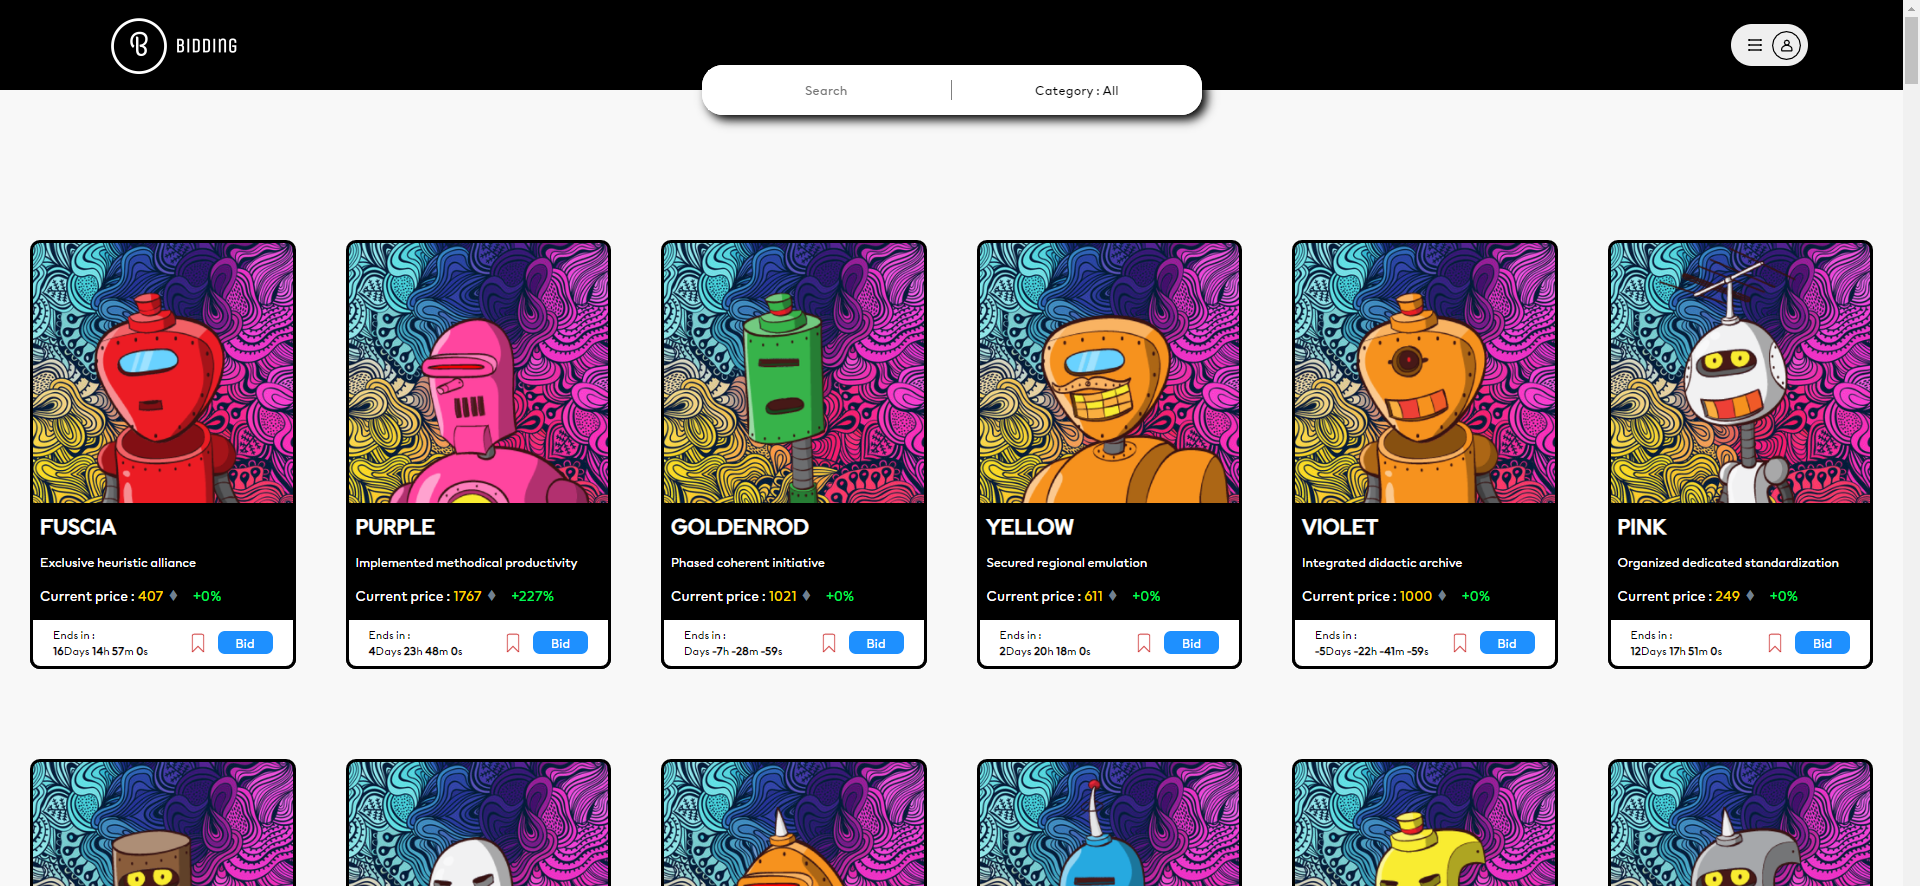 BIDDING
Search
Category : All
FUSCIA
Exclusive heuristic alliance
Current price : 407 +0%
Ends in :
16Days 14h 57m 0s
Bid
PURPLE
Implemented methodical productivity
Current price : 1767 +227%
Ends in :
4Days 23h 48m 0s
Bid
GOLDENROD
Phased coherent initiative
Current price : 1021 +0%
Ends in :
Days -7h -28m -59s
Bid
YELLOW
Secured regional emulation
Current price : 611 +0%
Ends in :
2Days 20h 18m 0s
Bid
VIOLET
Integrated didactic archive
Current price : 1000 +0%
Ends in :
-5Days -22h -41m -59s
Bid
PINK
Organized dedicated standardization
Current price : 249 +0%
Ends in :
12Days 17h 51m 0s
Bid